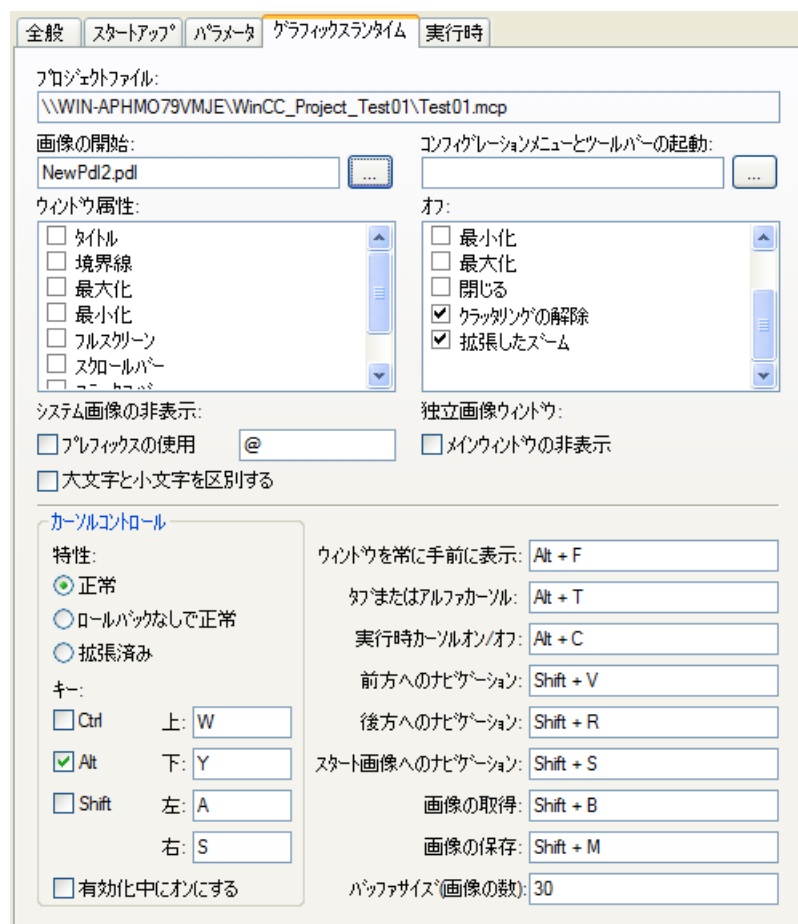 全般 スタートアップ パラメータ グラフィックスランタイム 実行時
プロジェクトファイル:
\\WIN-APHMO79VMJE\WinCC_Project_Test01\Test01.mcp
画像の開始: コンフィグレーションメニューとツールバーの起動:
NewPdl2.pdl ... ...
ウィンドウ属性: オフ:
タイトル 最小化
境界線 最大化
最大化 閉じる
最小化 クラッタリングの解除
フルスクリーン 拡張したズーム
スクロールバー
システム画像の非表示: 独立画像ウィンドウ:
プレフィックスの使用 @ メインウィンドウの非表示
大文字と小文字を区別する
カーソルコントロール
特性: ウィンドウを常に手前に表示: Alt + F
正常 タブまたはアルファカーソル: Alt + T
ロールバックなしで正常 実行時カーソルオン/オフ: Alt + C
拡張済み 前方へのナビゲーション: Shift + V
キー:
Ctrl 上: W 後方へのナビゲーション: Shift + R
Alt 下: Y スタート画像へのナビゲーション: Shift + S
Shift 左: A 画像の取得: Shift + B
右: S 画像の保存: Shift + M
有効化中にオンにする バッファサイズ(画像の数): 30